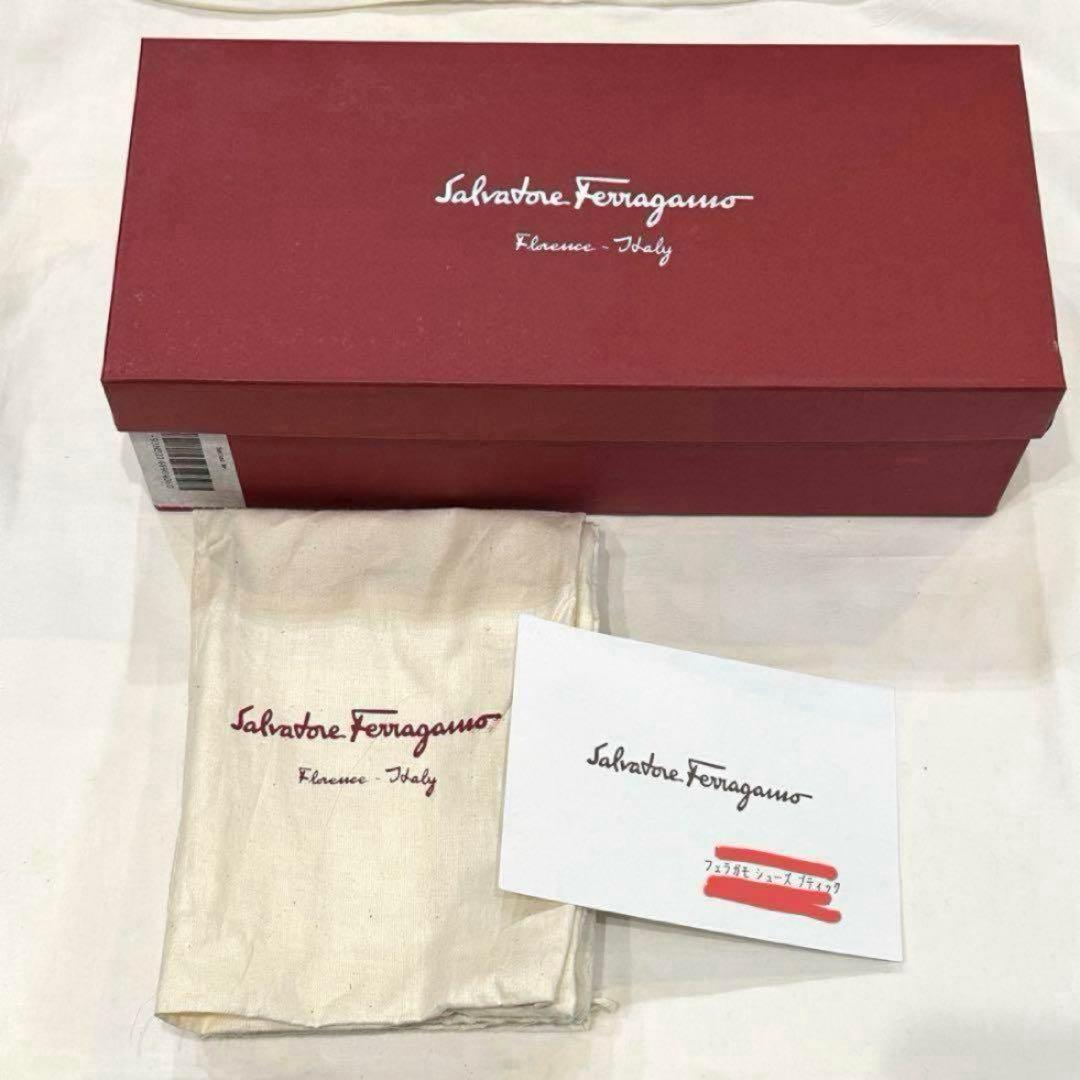 Salvatore Ferragamo
Florence - Italy
Salvatore Ferragamo
Florence - Italy
Salvatore Ferragamo
フェラガモ シューズ ブティック